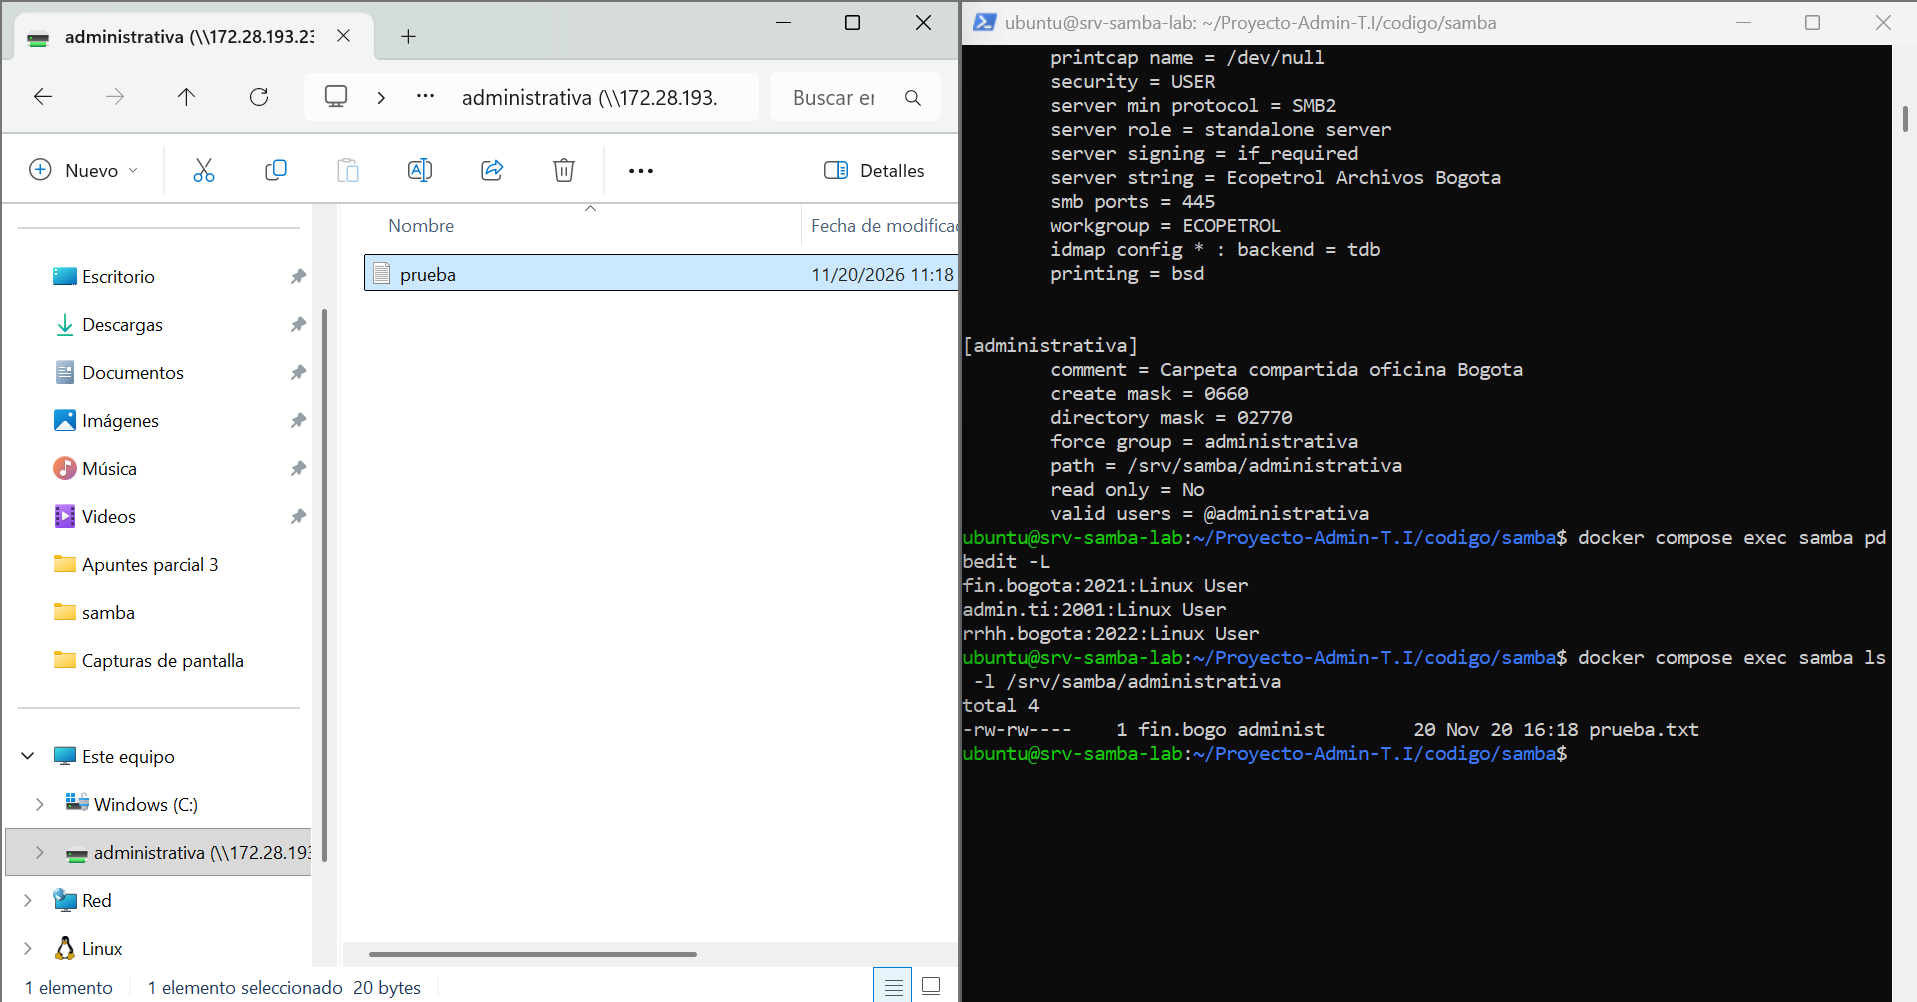 administrativa (\\172.28.193.23
administrativa (\\172.28.193.
Buscar en
Nuevo
Detalles
Nombre
Fecha de modificac
prueba
11/20/2026 11:18
Escritorio
Descargas
Documentos
Imágenes
Música
Videos
Apuntes parcial 3
samba
Capturas de pantalla
Este equipo
Windows (C:)
administrativa (\\172.28.193
Red
Linux
1 elemento
1 elemento seleccionado 20 bytes
ubuntu@srv-samba-lab: ~/Proyecto-Admin-T.I/codigo/samba
printcap name = /dev/null
security = USER
server min protocol = SMB2
server role = standalone server
server signing = if_required
server string = Ecopetrol Archivos Bogota
smb ports = 445
workgroup = ECOPETROL
idmap config * : backend = tdb
printing = bsd
[administrativa]
comment = Carpeta compartida oficina Bogota
create mask = 0660
directory mask = 02770
force group = administrativa
path = /srv/samba/administrativa
read only = No
valid users = @administrativa
ubuntu@srv-samba-lab:~/Proyecto-Admin-T.I/codigo/samba$ docker compose exec samba pd
bedit -L
fin.bogota:2021:Linux User
admin.ti:2001:Linux User
rrhh.bogota:2022:Linux User
ubuntu@srv-samba-lab:~/Proyecto-Admin-T.I/codigo/samba$ docker compose exec samba ls
-l /srv/samba/administrativa
total 4
-rw-rw---- 1 fin.bogo administ 20 Nov 20 16:18 prueba.txt
ubuntu@srv-samba-lab:~/Proyecto-Admin-T.I/codigo/samba$